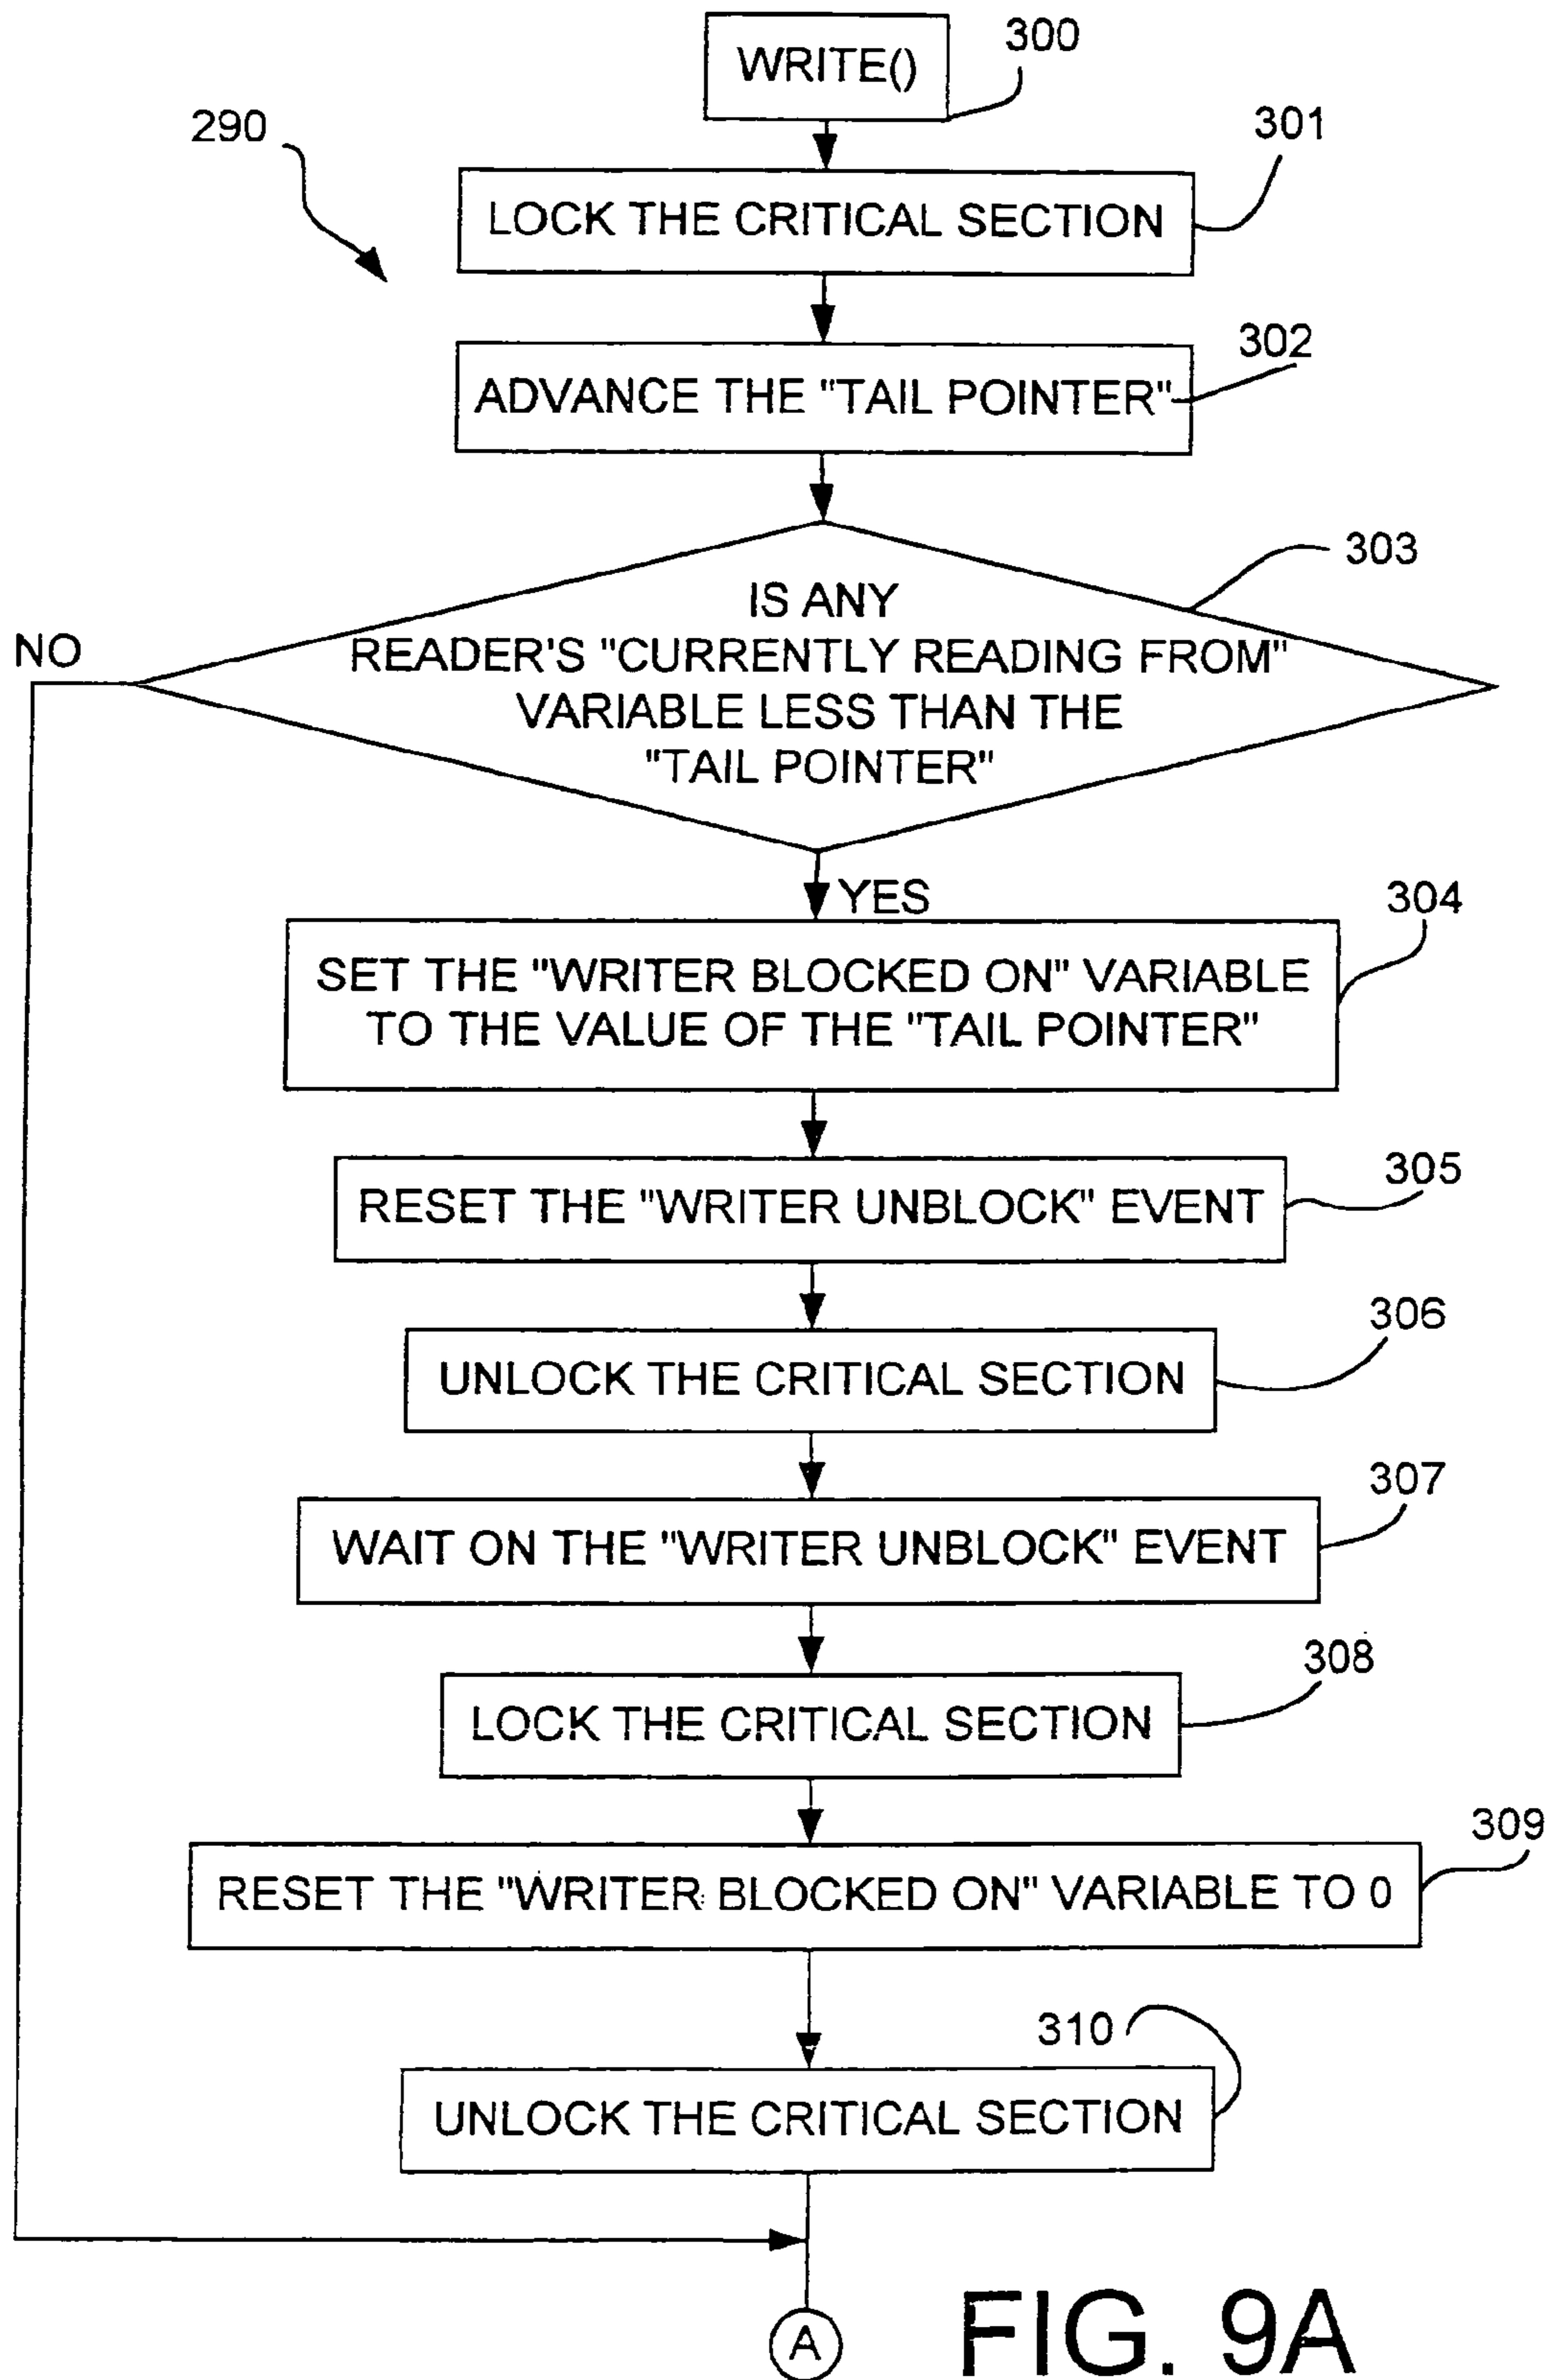 WRITE()
300
290
301
LOCK THE CRITICAL SECTION
302
ADVANCE THE "TAIL POINTER"
303
IS ANY
READER'S "CURRENTLY READING FROM"
VARIABLE LESS THAN THE
"TAIL POINTER"
NO
YES
304
SET THE "WRITER BLOCKED ON" VARIABLE
TO THE VALUE OF THE "TAIL POINTER"
305
RESET THE "WRITER UNBLOCK" EVENT
306
UNLOCK THE CRITICAL SECTION
307
WAIT ON THE "WRITER UNBLOCK" EVENT
308
LOCK THE CRITICAL SECTION
309
RESET THE "WRITER BLOCKED ON" VARIABLE TO 0
310
UNLOCK THE CRITICAL SECTION
A
FIG. 9A